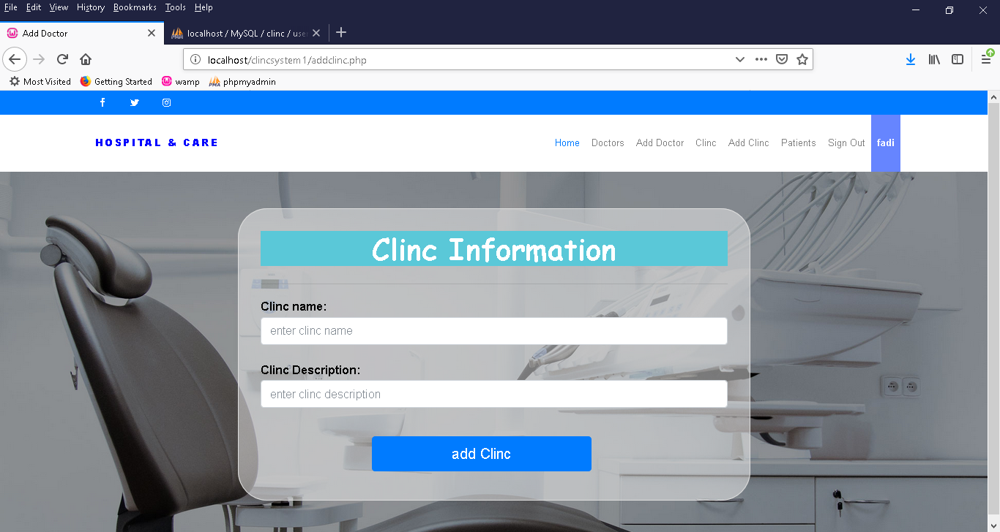 File Edit View History Bookmarks Tools Help
Add Doctor
localhost / MySQL / clinc / use
localhost/clincsystem1/addclinc.php
Most Visited Getting Started wamp phpmyadmin
HOSPITAL & CARE
Home Doctors Add Doctor Clinc Add Clinc Patients Sign Out fadi
Clinc Information
Clinc name:
enter clinc name
Clinc Description:
enter clinc description
add Clinc